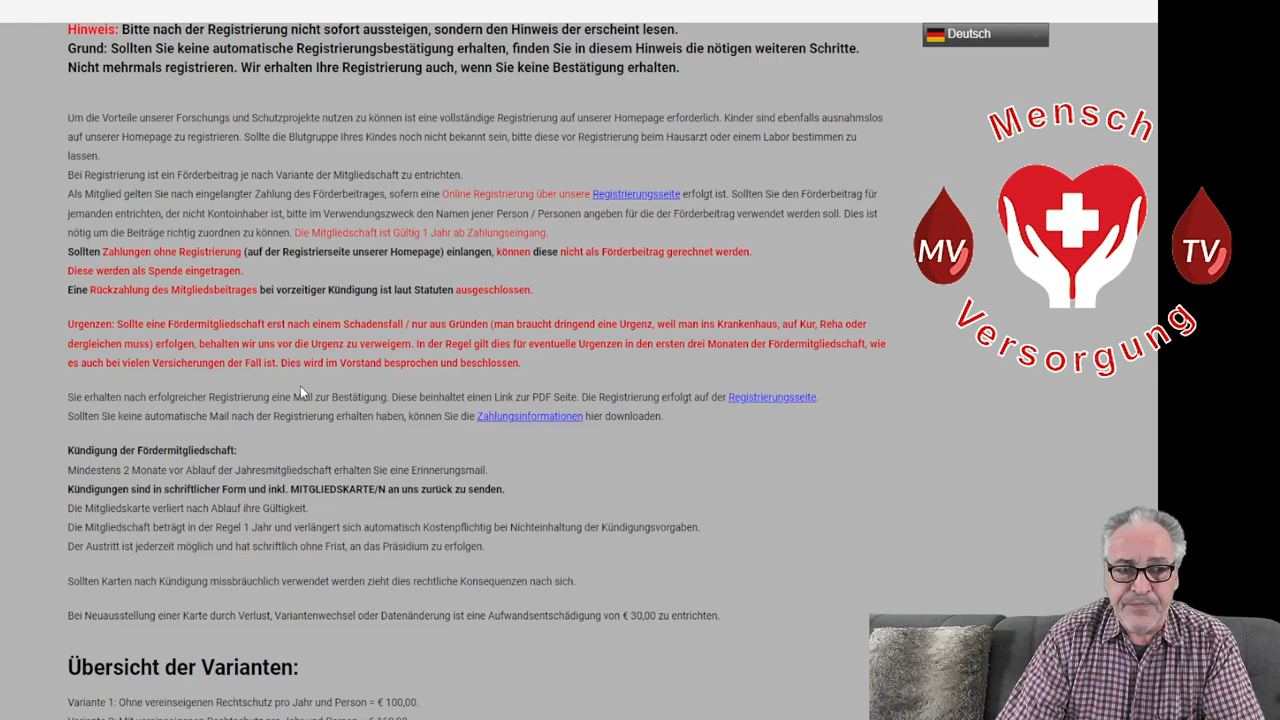 Hinweis: Bitte nach der Registrierung nicht sofort aussteigen, sondern den Hinweis der erscheint lesen.
Grund: Sollten Sie keine automatische Registrierungsbestätigung erhalten, finden Sie in diesem Hinweis die nötigen weiteren Schritte.
Nicht mehrmals registrieren. Wir erhalten Ihre Registrierung auch, wenn Sie keine Bestätigung erhalten.
Deutsch
Um die Vorteile unserer Forschungs und Schutzprojekte nutzen zu können ist eine vollständige Registrierung auf unserer Homepage erforderlich. Kinder sind ebenfalls ausnahmslos
auf unserer Homepage zu registrieren. Sollte die Blutgruppe Ihres Kindes noch nicht bekannt sein, bitte diese vor Registrierung beim Hausarzt oder einem Labor bestimmen zu
lassen.
Bei Registrierung ist ein Förderbeitrag je nach Variante der Mitgliedschaft zu entrichten.
Als Mitglied gelten Sie nach eingelangter Zahlung des Förderbeitrages, sofern eine Online Registrierung über unsere Registrierungsseite erfolgt ist. Sollten Sie den Förderbeitrag für
jemanden entrichten, der nicht Kontoinhaber ist, bitte im Verwendungszweck den Namen jener Person / Personen angeben für die der Förderbeitrag verwendet werden soll. Dies ist
nötig um die Beiträge richtig zuordnen zu können. Die Mitgliedschaft ist Gültig 1 Jahr ab Zahlungseingang.
Sollten Zahlungen ohne Registrierung (auf der Registrierseite unserer Homepage) einlangen, können diese nicht als Förderbeitrag gerechnet werden.
Diese werden als Spende eingetragen.
Eine Rückzahlung des Mitgliedsbeitrages bei vorzeitiger Kündigung ist laut Statuten ausgeschlossen.
Urgenzen: Sollte eine Fördermitgliedschaft erst nach einem Schadensfall / nur aus Gründen (man braucht dringend eine Urgenz, weil man ins Krankenhaus, auf Kur, Reha oder
dergleichen muss) erfolgen, behalten wir uns vor die Urgenz zu verweigern. In der Regel gilt dies für eventuelle Urgenzen in den ersten drei Monaten der Fördermitgliedschaft, wie
es auch bei vielen Versicherungen der Fall ist. Dies wird im Vorstand besprochen und beschlossen.
Sie erhalten nach erfolgreicher Registrierung eine Mail zur Bestätigung. Diese beinhaltet einen Link zur PDF Seite. Die Registrierung erfolgt auf der Registrierungsseite.
Sollten Sie keine automatische Mail nach der Registrierung erhalten haben, können Sie die Zahlungsinformationen hier downloaden.
Kündigung der Fördermitgliedschaft:
Mindestens 2 Monate vor Ablauf der Jahresmitgliedschaft erhalten Sie eine Erinnerungsmail.
Kündigungen sind in schriftlicher Form und inkl. MITGLIEDSKARTE/N an uns zurück zu senden.
Die Mitgliedskarte verliert nach Ablauf ihre Gültigkeit.
Die Mitgliedschaft beträgt in der Regel 1 Jahr und verlängert sich automatisch Kostenpflichtig bei Nichteinhaltung der Kündigungsvorgaben.
Der Austritt ist jederzeit möglich und hat schriftlich ohne Frist, an das Präsidium zu erfolgen.
Sollten Karten nach Kündigung missbräuchlich verwendet werden zieht dies rechtliche Konsequenzen nach sich.
Bei Neuausstellung einer Karte durch Verlust, Variantenwechsel oder Datenänderung ist eine Aufwandsentschädigung von € 30,00 zu entrichten.
Übersicht der Varianten:
Variante 1: Ohne vereinseigenen Rechtschutz pro Jahr und Person = € 100,00.
Mensch
MV
TV
Versorgung